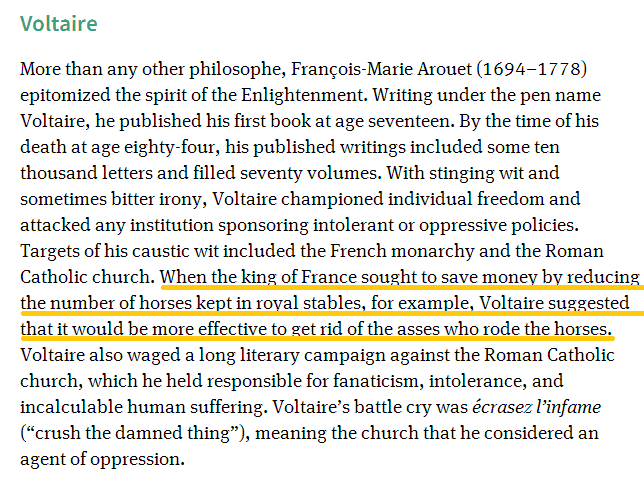 Voltaire
More than any other philosophe, François-Marie Arouet (1694–1778)
epitomized the spirit of the Enlightenment. Writing under the pen name
Voltaire, he published his first book at age seventeen. By the time of his
death at age eighty-four, his published writings included some ten
thousand letters and filled seventy volumes. With stinging wit and
sometimes bitter irony, Voltaire championed individual freedom and
attacked any institution sponsoring intolerant or oppressive policies.
Targets of his caustic wit included the French monarchy and the Roman
Catholic church. When the king of France sought to save money by reducing
the number of horses kept in royal stables, for example, Voltaire suggested
that it would be more effective to get rid of the asses who rode the horses.
Voltaire also waged a long literary campaign against the Roman Catholic
church, which he held responsible for fanaticism, intolerance, and
incalculable human suffering. Voltaire’s battle cry was écrasez l’infame
(“crush the damned thing”), meaning the church that he considered an
agent of oppression.